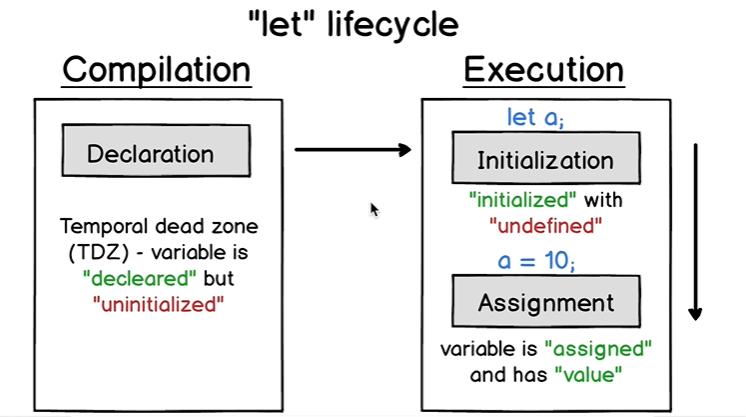 "let" lifecycle
Compilation
Declaration
Temporal dead zone
(TDZ) - variable is
"decleared" but
"uninitialized"
Execution
let a;
Initialization
"initialized" with
"undefined"
a = 10;
Assignment
variable is "assigned"
and has "value"